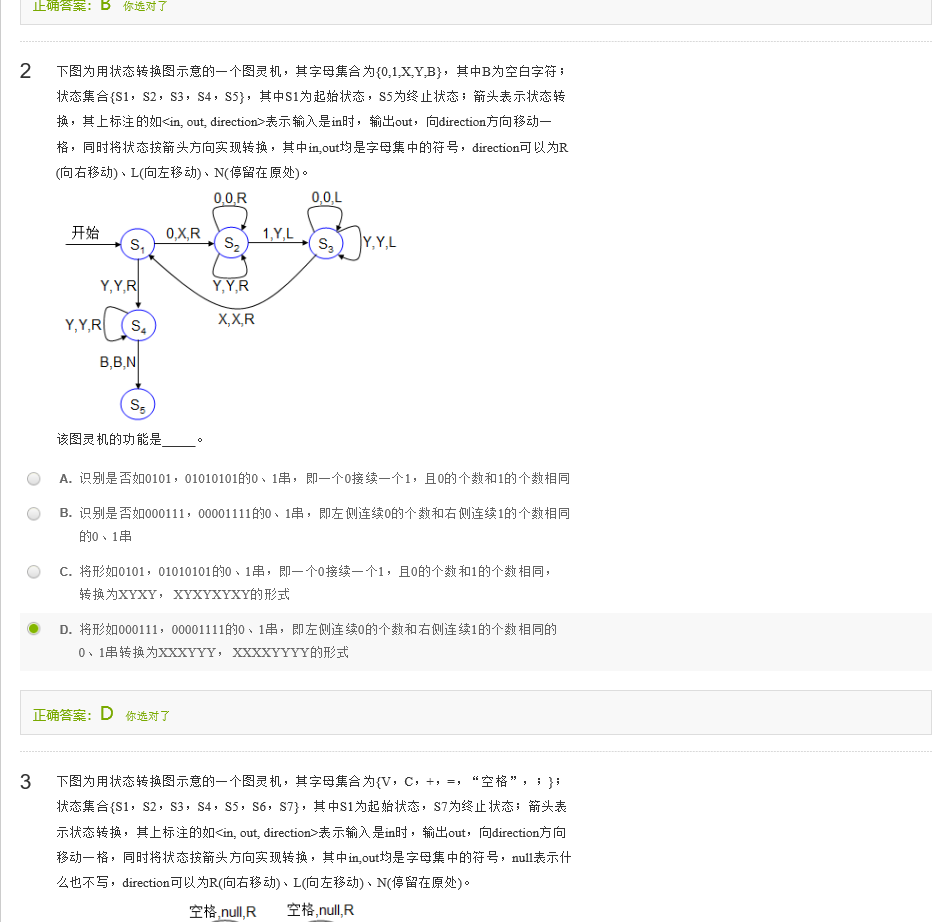 正确答案: B 你选对了
2 下图为用状态转换图示意的一个图灵机，其字母集合为{0,1,X,Y,B}，其中B为空白字符；
状态集合{S1，S2，S3，S4，S5}，其中S1为起始状态，S5为终止状态；箭头表示状态转
换，其上标注的如<in, out, direction>表示输入是in时，输出out，向direction方向移动一
格，同时将状态按箭头方向实现转换，其中in,out均是字母集中的符号，direction可以为R
(向右移动)、L(向左移动)、N(停留在原处)。
0,0,R 0,0,L
开始 S1 0,X,R S2 1,Y,L S3 Y,Y,L
Y,Y,R Y,Y,R
X,X,R
Y,Y,R S4
B,B,N
S5
该图灵机的功能是_____。
A. 识别是否如0101，01010101的0、1串，即一个0接续一个1，且0的个数和1的个数相同
B. 识别是否如000111，00001111的0、1串，即左侧连续0的个数和右侧连续1的个数相同
的0、1串
C. 将形如0101，01010101的0、1串，即一个0接续一个1，且0的个数和1的个数相同，
转换为XYXY， XYXYXYXY的形式
D. 将形如000111，00001111的0、1串，即左侧连续0的个数和右侧连续1的个数相同的
0、1串转换为XXXYYY， XXXXYYYY的形式
正确答案: D 你选对了
3 下图为用状态转换图示意的一个图灵机，其字母集合为{V，C，+，=，“空格”，；}；
状态集合{S1，S2，S3，S4，S5，S6，S7}，其中S1为起始状态，S7为终止状态；箭头表
示状态转换，其上标注的如<in, out, direction>表示输入是in时，输出out，向direction方向
移动一格，同时将状态按箭头方向实现转换，其中in,out均是字母集中的符号，null表示什
么也不写，direction可以为R(向右移动)、L(向左移动)、N(停留在原处)。
空格,null,R 空格,null,R